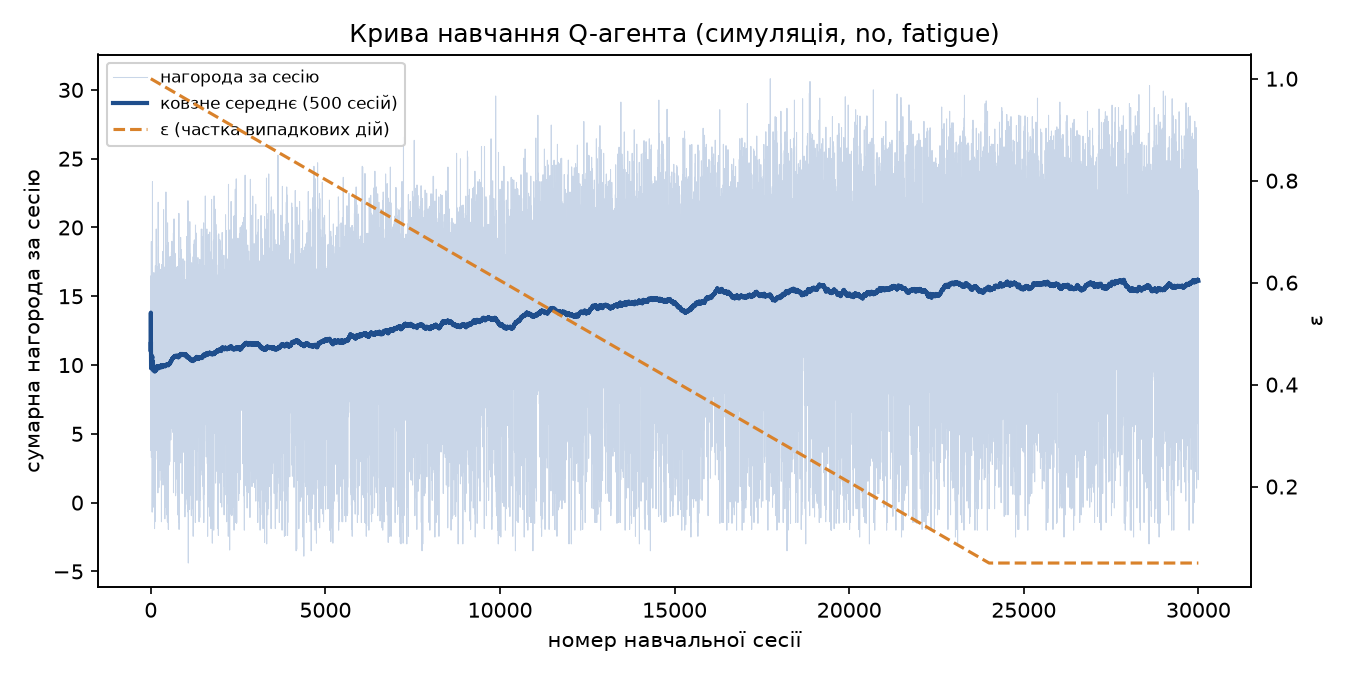 Крива навчання Q-агента (симуляція, no, fatigue)
нагорода за сесію
ковзне середнє (500 сесій)
ε (частка випадкових дій)
сумарна нагорода за сесію
30
25
20
15
10
5
0
−5
1.0
0.8
0.6
0.4
0.2
ε
0 5000 10000 15000 20000 25000 30000
номер навчальної сесії